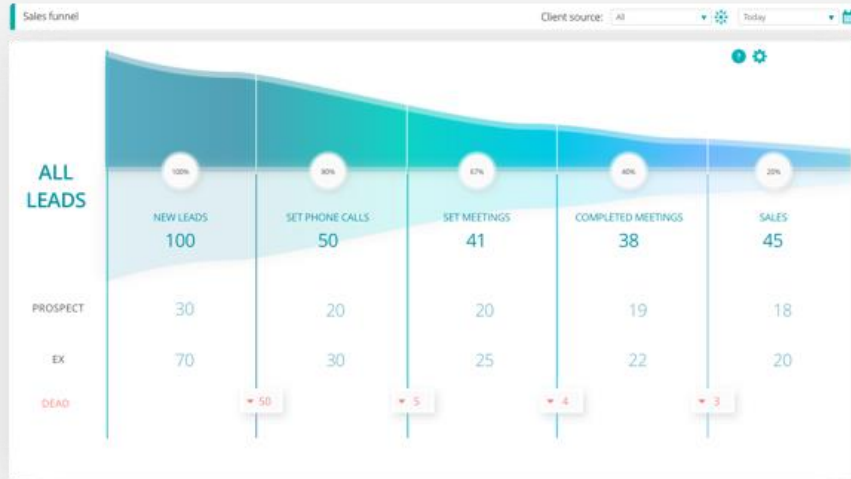 Sales funnel
Client source: All Today
ALL
LEADS
100% 80% 67% 40% 20%
NEW LEADS SET PHONE CALLS SET MEETINGS COMPLETED MEETINGS SALES
100 50 41 38 45
PROSPECT 30 20 20 19 18
EX 70 30 25 22 20
DEAD 50 5 4 3